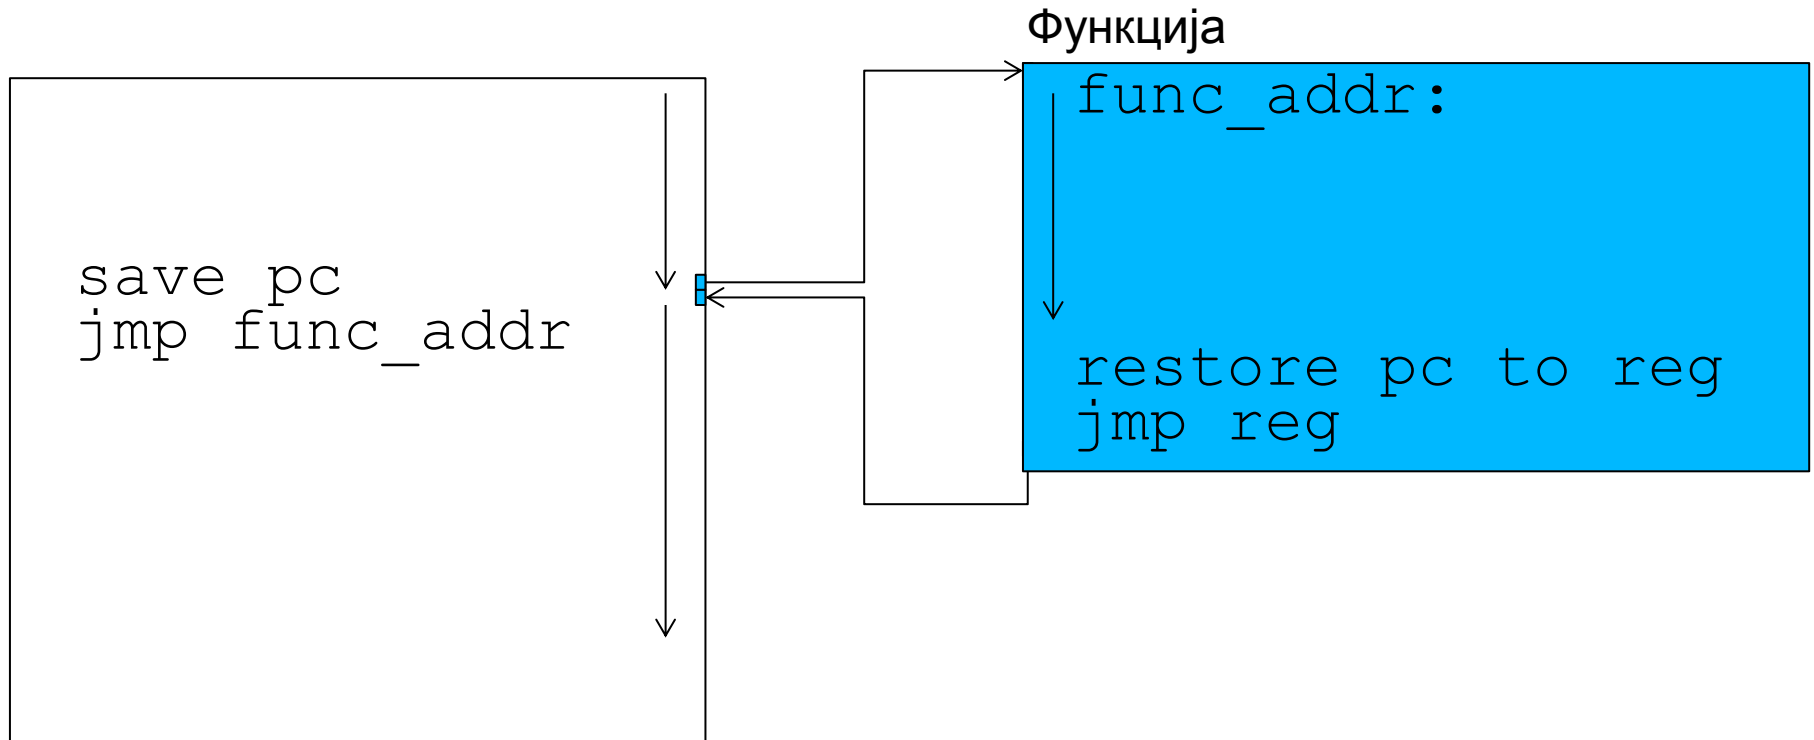 Функција
func_addr:
save pc
jmp func_addr
restore pc to reg
jmp reg